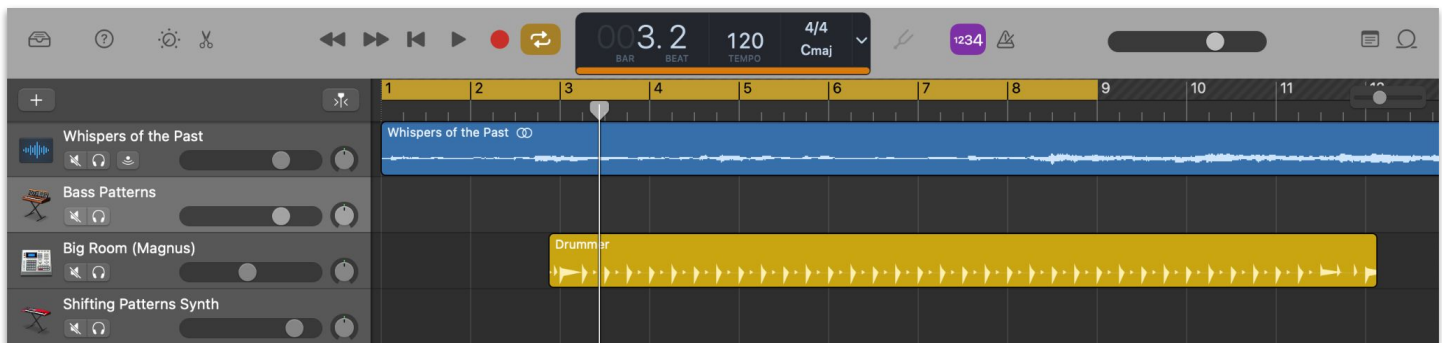 003.2
BAR BEAT
120
TEMPO
4/4
Cmaj
1234
1 2 3 4 5 6 7 8 9 10 11
Whispers of the Past
Whispers of the Past
Bass Patterns
Big Room (Magnus)
Drummer
Shifting Patterns Synth